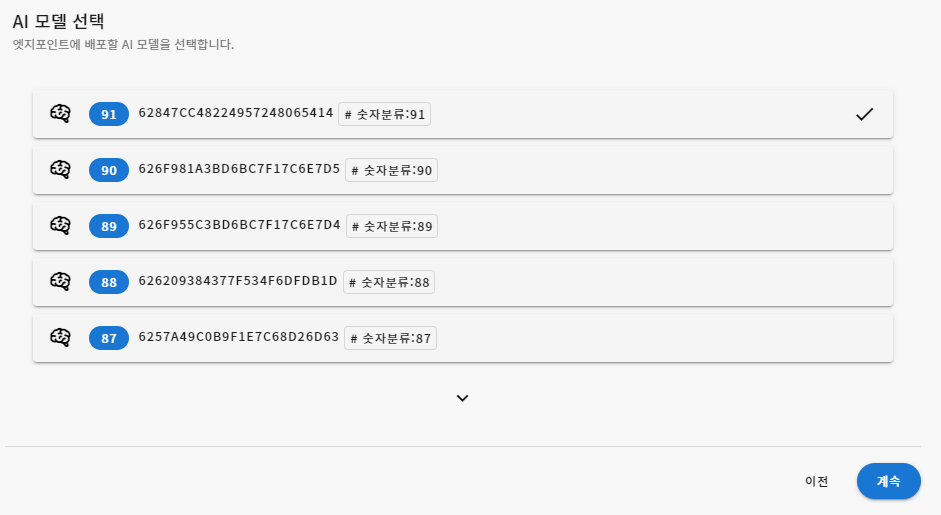 AI 모델 선택
엣지포인트에 배포할 AI 모델을 선택합니다.
91 62847CC48224957248065414 # 숫자분류:91
90 626F981A3BD6BC7F17C6E7D5 # 숫자분류:90
89 626F955C3BD6BC7F17C6E7D4 # 숫자분류:89
88 626209384377F534F6DFDB1D # 숫자분류:88
87 6257A49C0B9F1E7C68D26D63 # 숫자분류:87
이전 계속